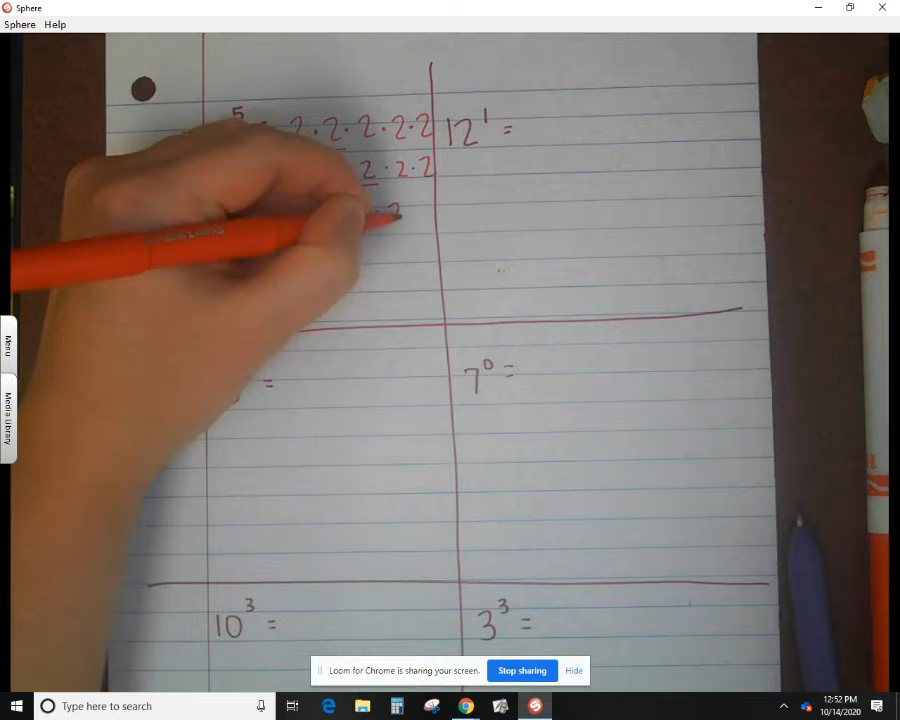 Sphere
Sphere Help
5
2 · 2 · 2 · 2 · 2
12¹ =
2 · 2 · 2
=
7⁰ =
10³ =
3³ =
Menu
Media Library
Loom for Chrome is sharing your screen.
Stop sharing
Hide
Type here to search
12:52 PM
10/14/2020